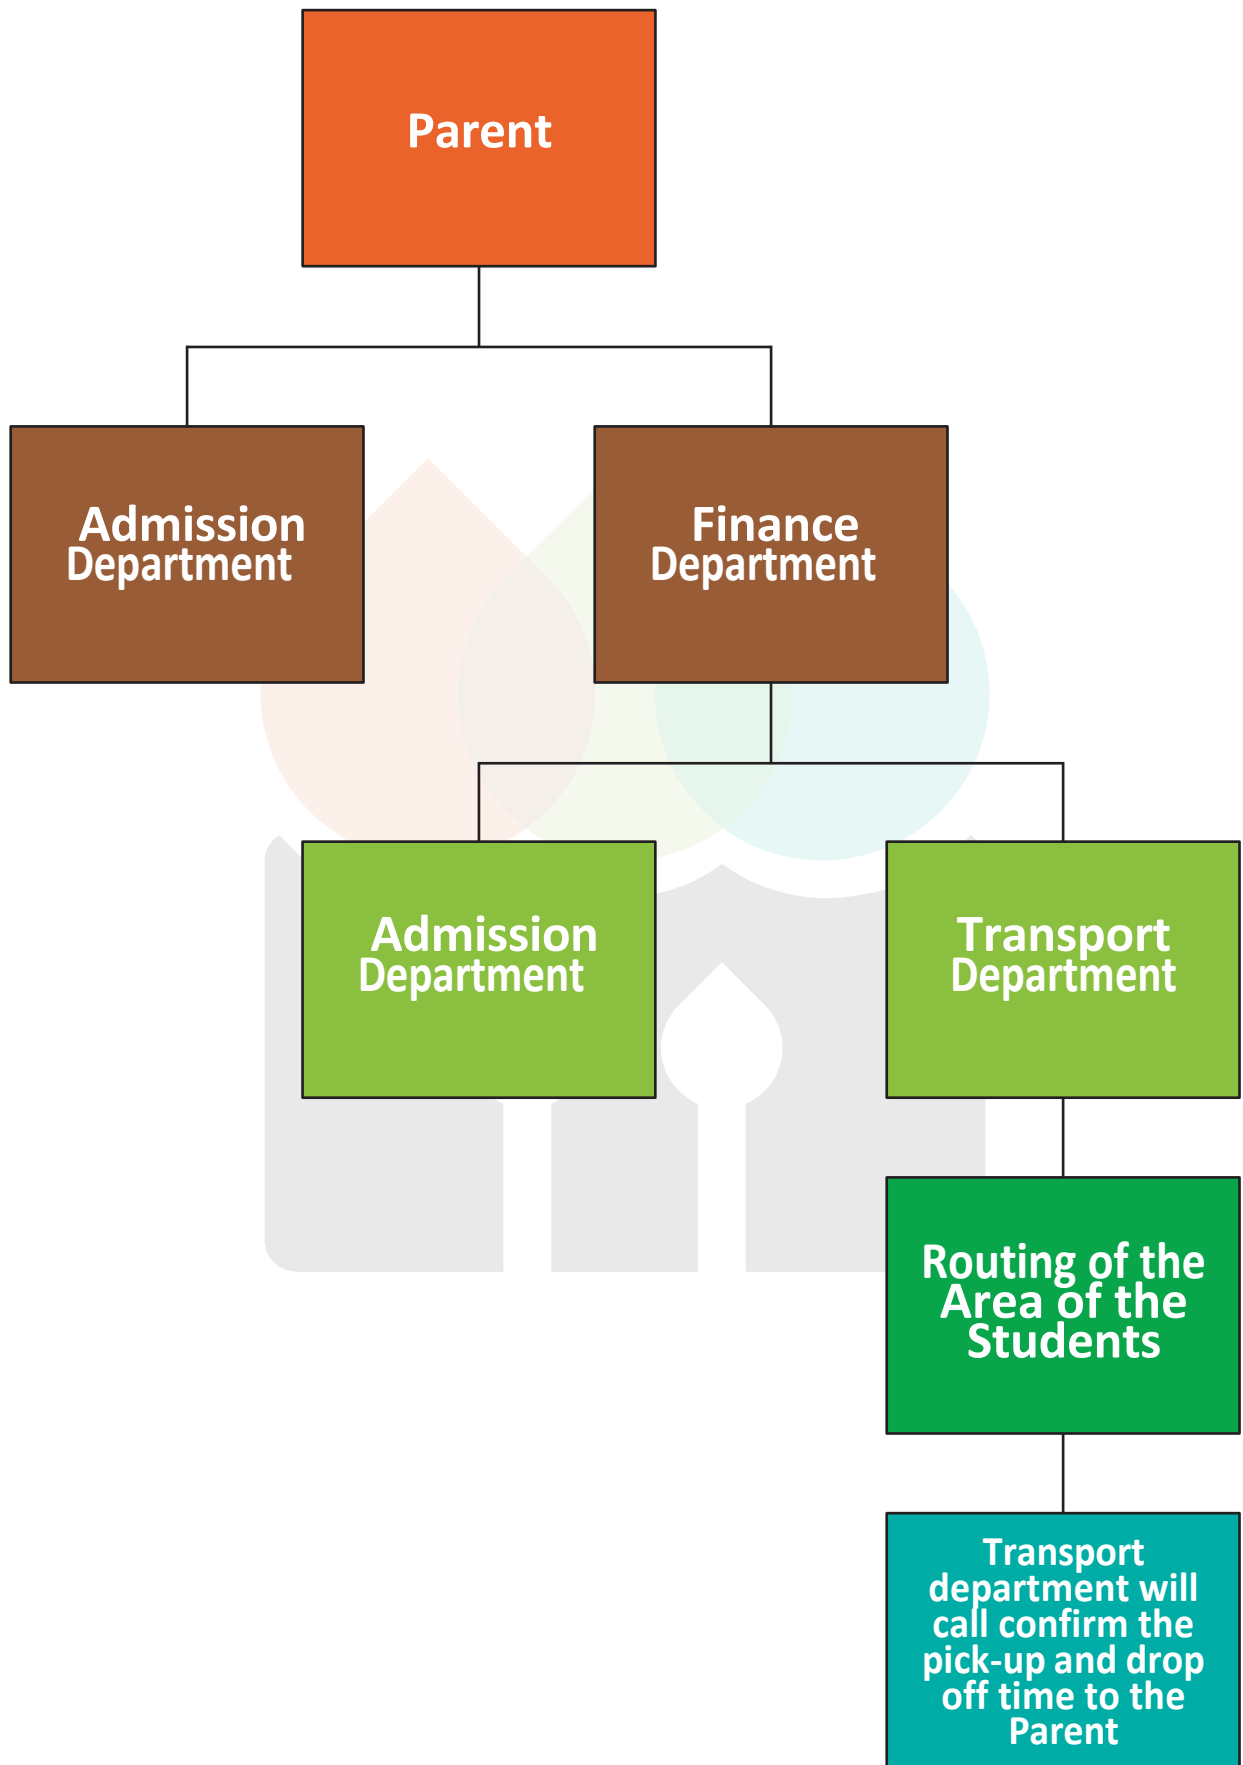 Parent
Admission
Department
Finance
Department
Admission
Department
Transport
Department
Routing of the
Area of the
Students
Transport
department will
call confirm the
pick-up and drop
off time to the
Parent